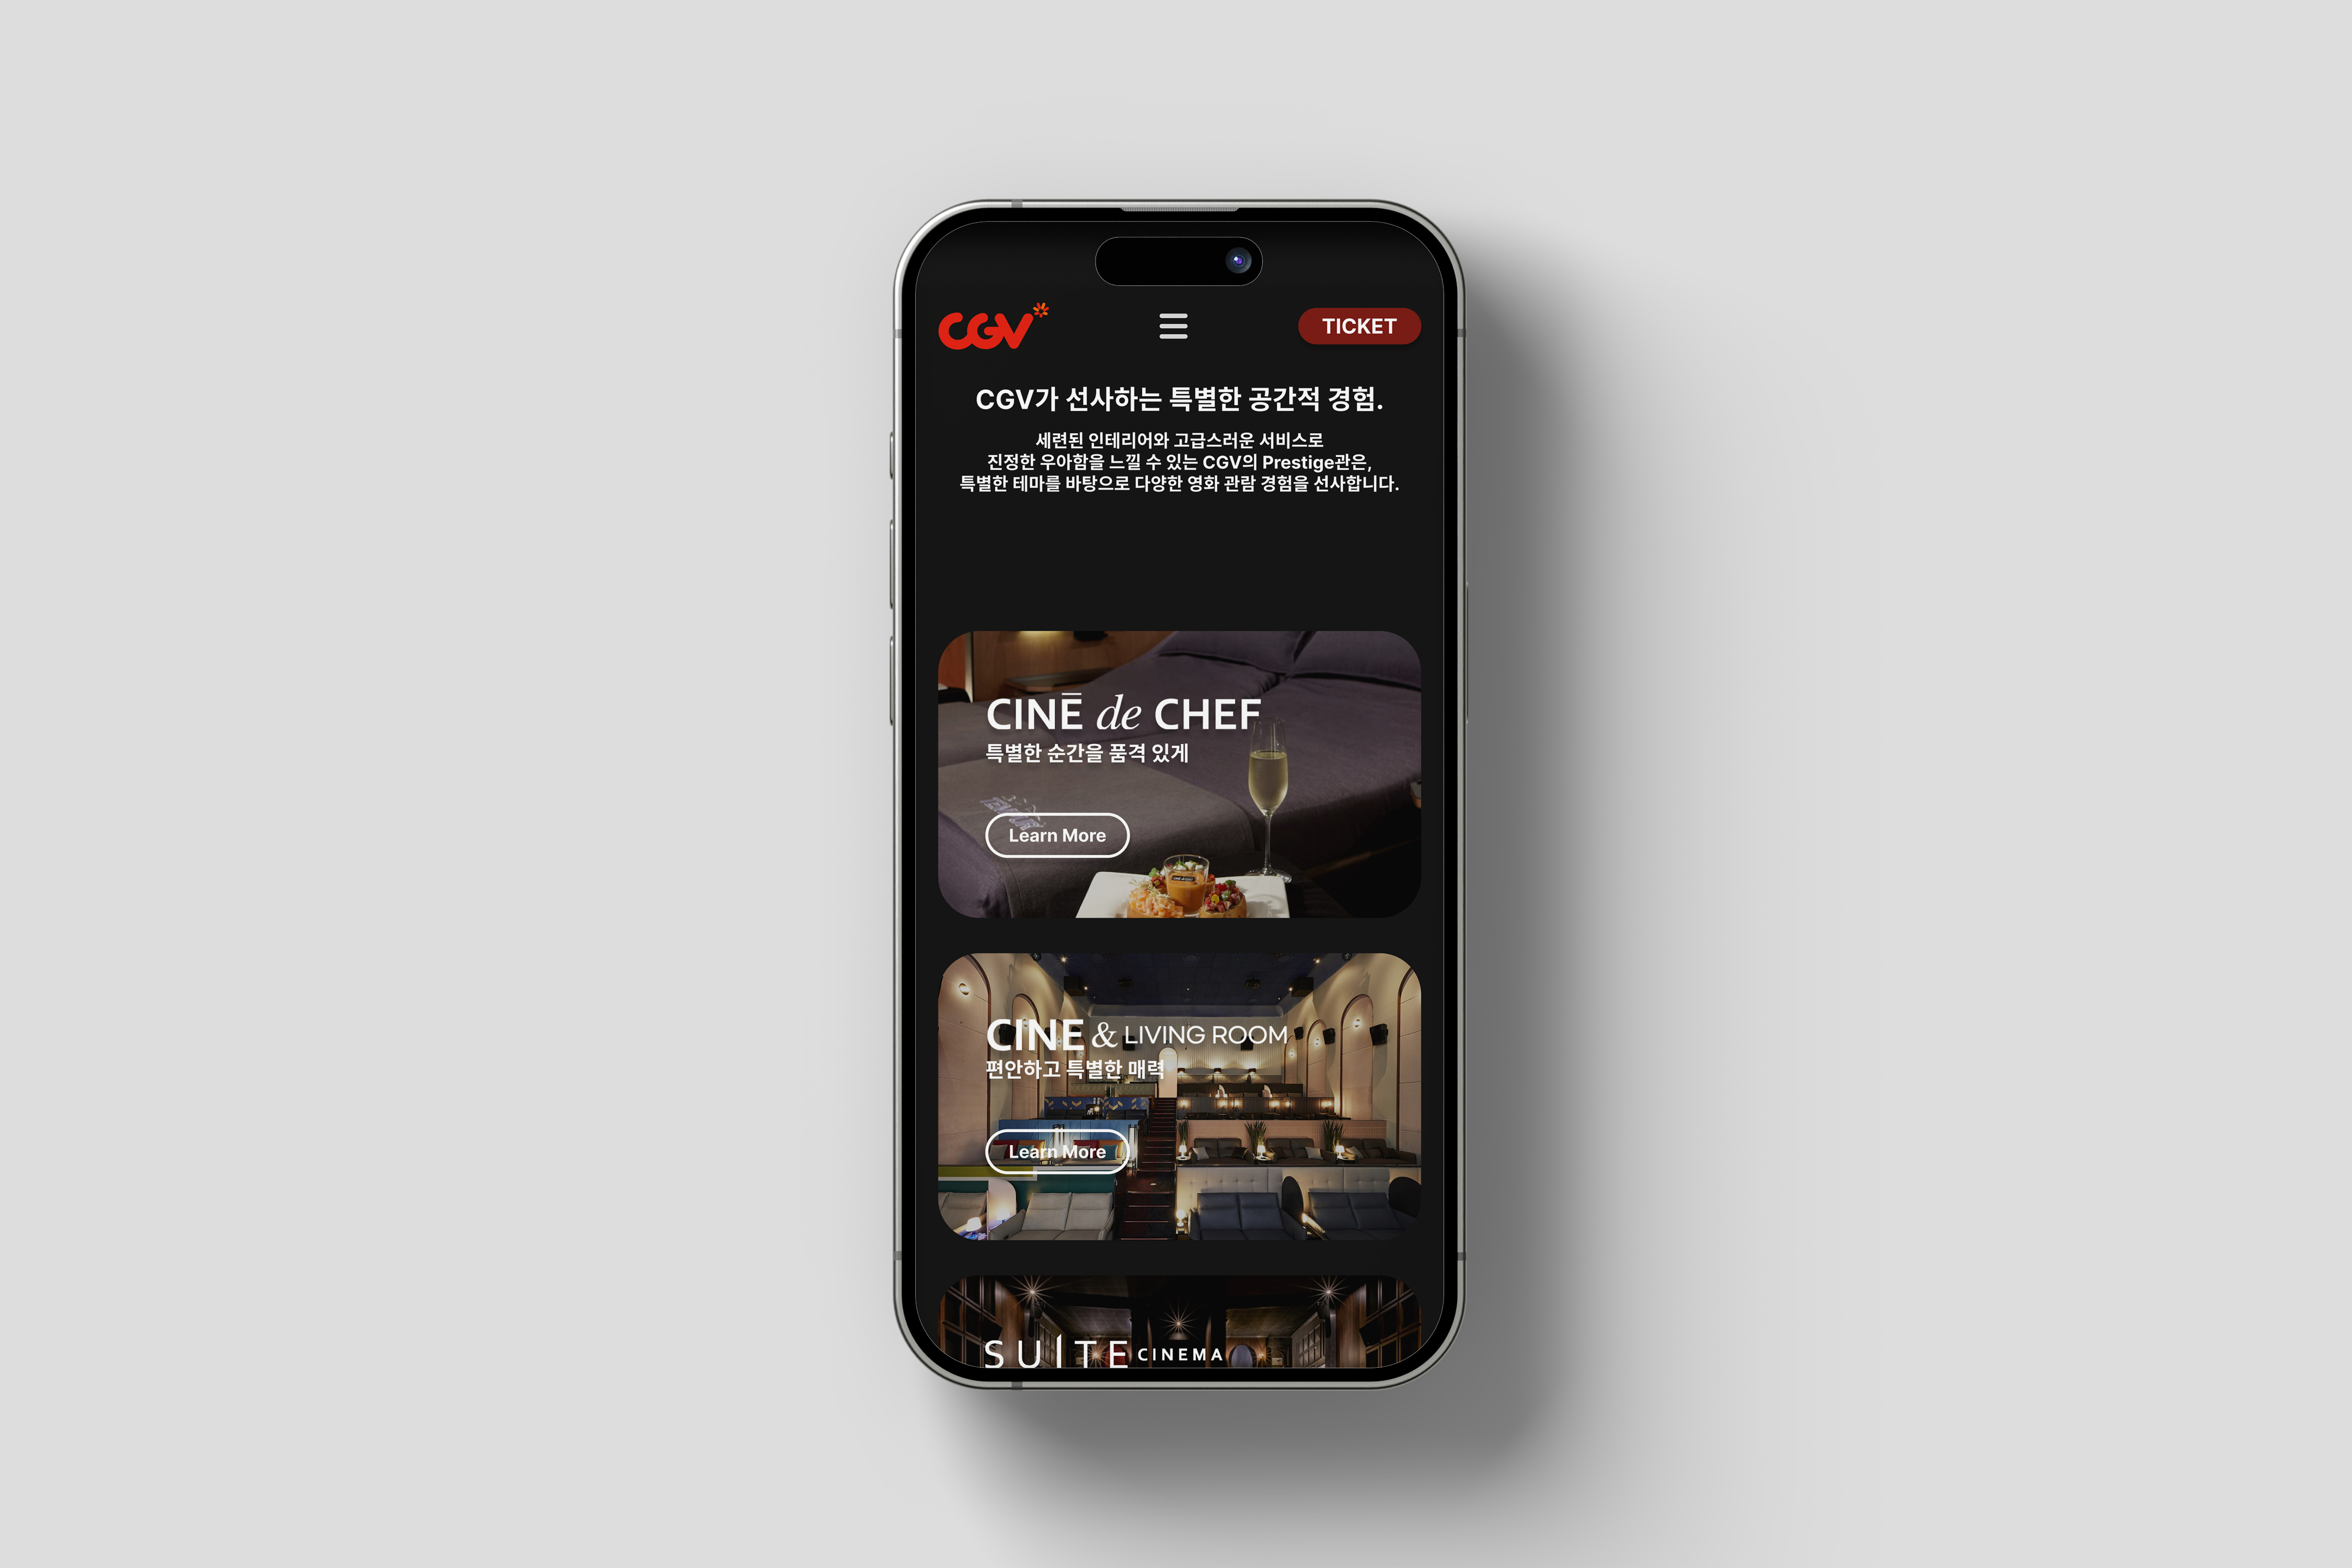 CGV
TICKET
CGV가 선사하는 특별한 공간적 경험.
세련된 인테리어와 고급스러운 서비스로
진정한 우아함을 느낄 수 있는 CGV의 Prestige관은,
특별한 테마를 바탕으로 다양한 영화 관람 경험을 선사합니다.
CINĒ de CHEF
특별한 순간을 품격 있게
Learn More
CINE & LIVING ROOM
편안하고 특별한 매력
Learn More
SUITE CINEMA